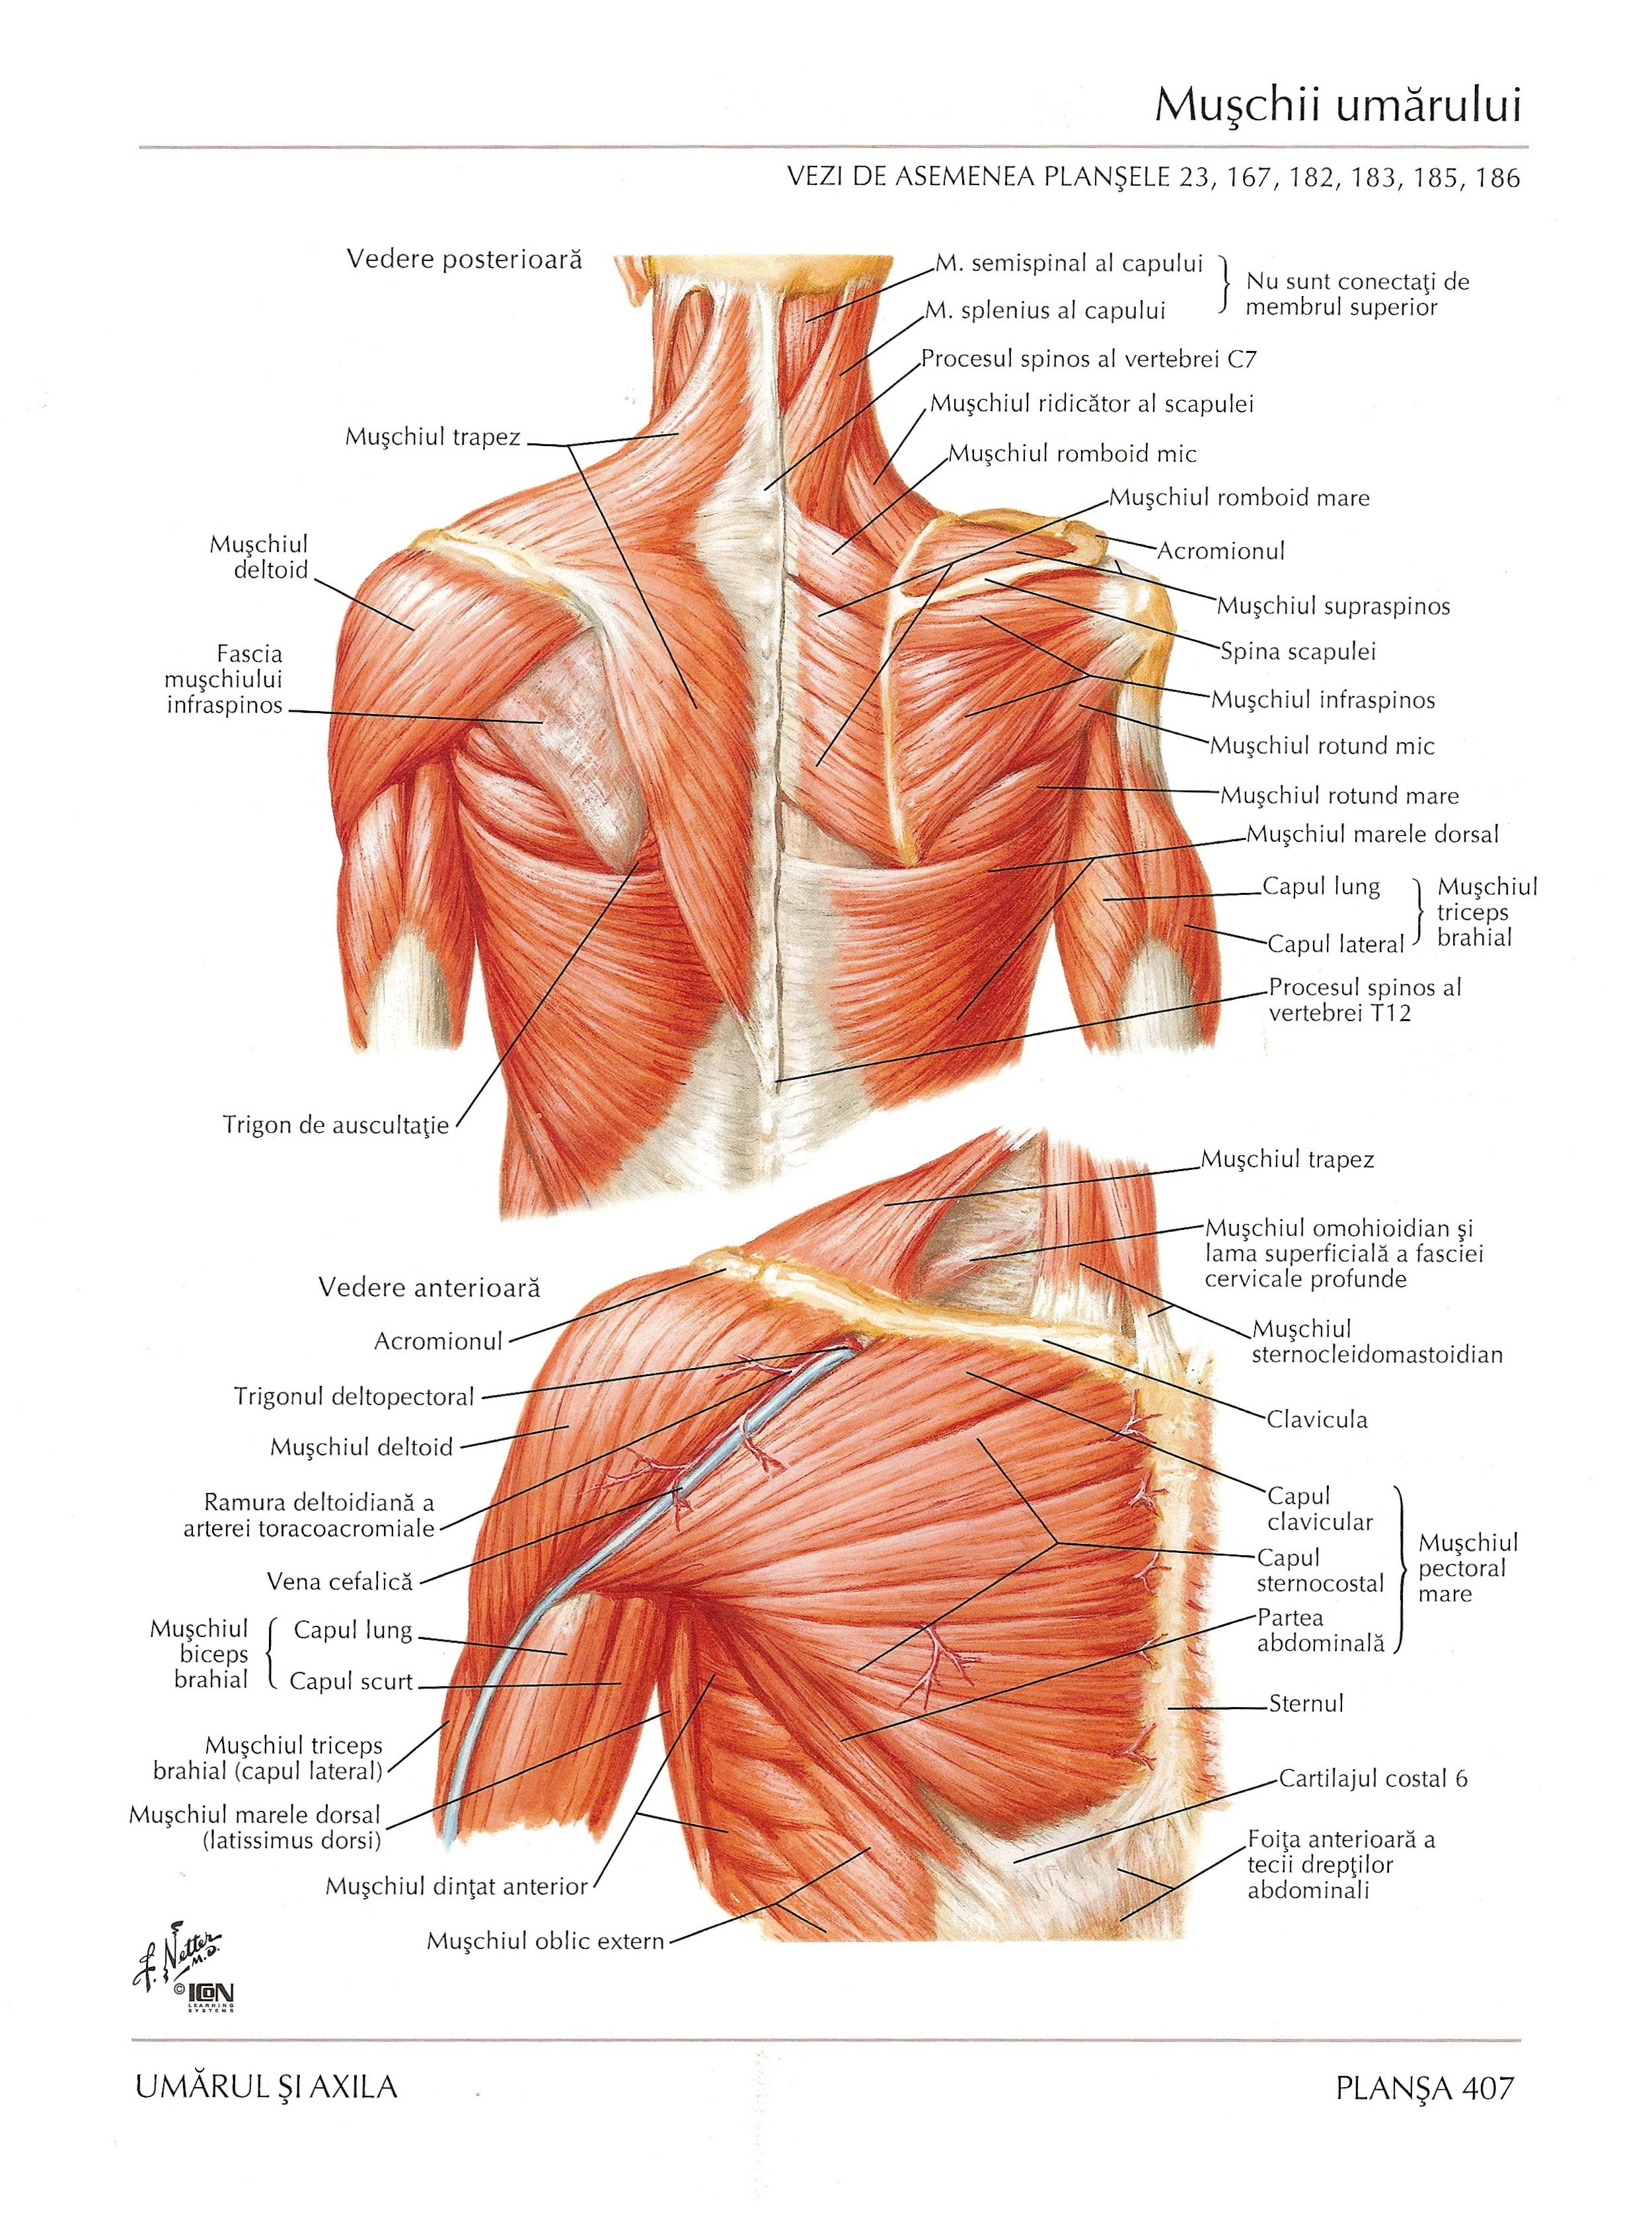 Muşchii umărului
VEZI DE ASEMENEA PLANŞELE 23, 167, 182, 183, 185, 186
Vedere posterioară
M. semispinal al capului
M. splenius al capului
Nu sunt conectaţi de
membrul superior
Procesul spinos al vertebrei C7
Muşchiul ridicător al scapulei
Muşchiul trapez
Muşchiul romboid mic
Muşchiul romboid mare
Muşchiul
deltoid
Acromionul
Muşchiul supraspinos
Fascia
muşchiului
infraspinos
Spina scapulei
Muşchiul infraspinos
Muşchiul rotund mic
Muşchiul rotund mare
Muşchiul marele dorsal
Capul lung
Capul lateral
Muşchiul
triceps
brahial
Procesul spinos al
vertebrei T12
Trigon de auscultaţie
Muşchiul trapez
Muşchiul omohioidian şi
lama superficială a fasciei
cervicale profunde
Vedere anterioară
Acromionul
Muşchiul
sternocleidomastoidian
Trigonul deltopectoral
Clavicula
Muşchiul deltoid
Ramura deltoidiană a
arterei toracoacromiale
Capul
clavicular
Capul
sternocostal
Partea
abdominală
Muşchiul
pectoral
mare
Vena cefalică
Muşchiul
biceps
brahial
Capul lung
Capul scurt
Sternul
Muşchiul triceps
brahial (capul lateral)
Cartilajul costal 6
Muşchiul marele dorsal
(latissimus dorsi)
Foiţa anterioară a
tecii drepţilor
abdominali
Muşchiul dinţat anterior
Muşchiul oblic extern
F. Netter
M.D.
© ICON
LEARNING
SYSTEMS
UMĂRUL ŞI AXILA
PLANŞA 407